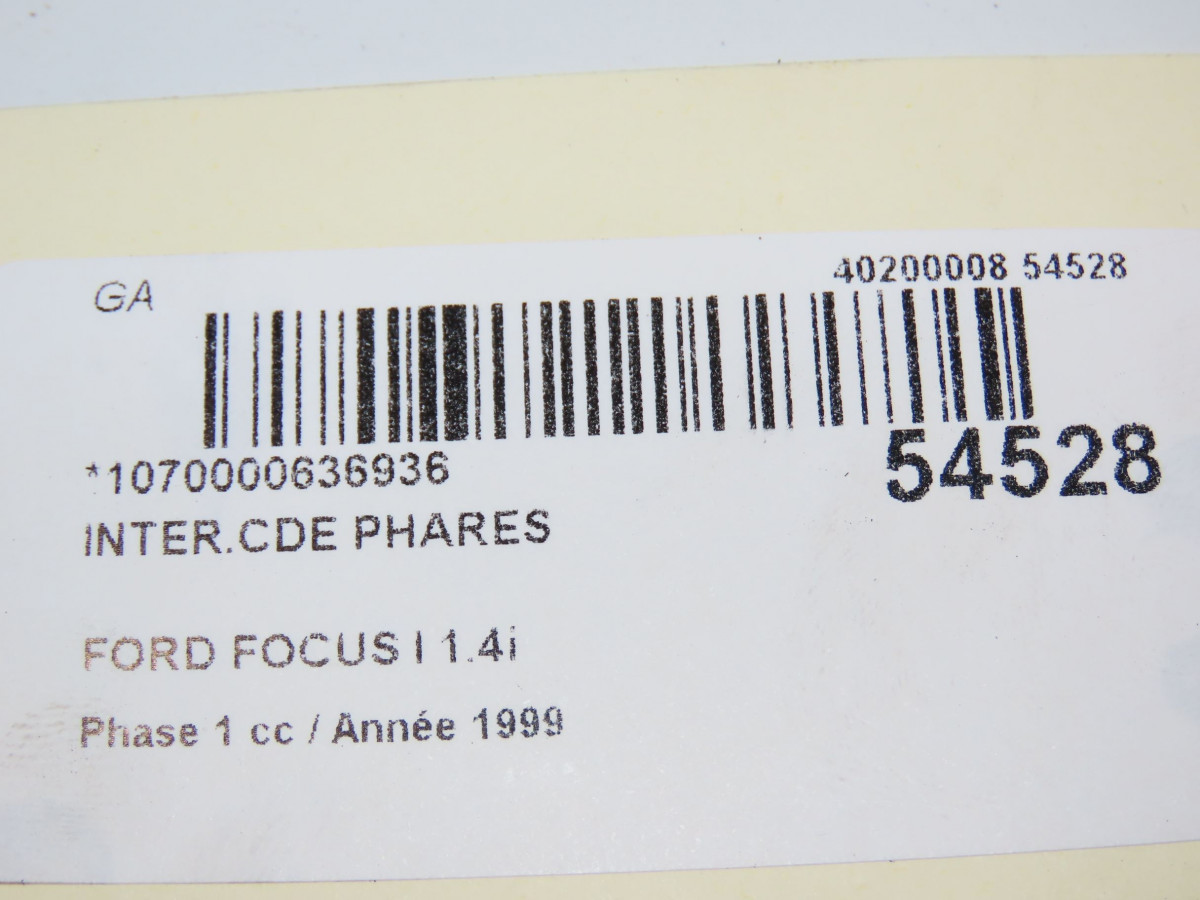 GA
40200008 54528
*1070000636936
54528
INTER.CDE PHARES
FORD FOCUS I 1.4i
Phase 1 cc / Année 1999